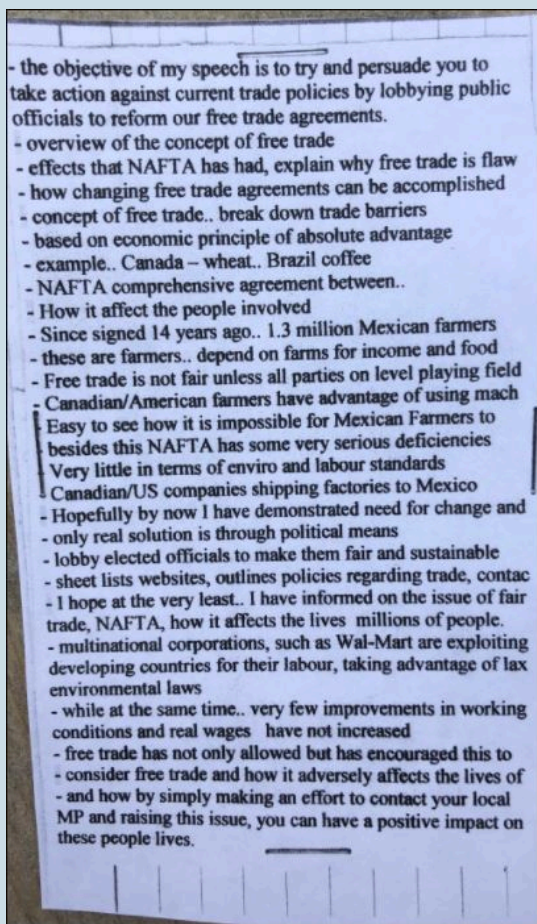 - the objective of my speech is to try and persuade you to
take action against current trade policies by lobbying public
officials to reform our free trade agreements.
- overview of the concept of free trade
- effects that NAFTA has had, explain why free trade is flaw
- how changing free trade agreements can be accomplished
- concept of free trade.. break down trade barriers
- based on economic principle of absolute advantage
- example.. Canada – wheat.. Brazil coffee
- NAFTA comprehensive agreement between..
- How it affect the people involved
- Since signed 14 years ago.. 1.3 million Mexican farmers
- these are farmers.. depend on farms for income and food
- Free trade is not fair unless all parties on level playing field
- Canadian/American farmers have advantage of using mach
Easy to see how it is impossible for Mexican Farmers to
besides this NAFTA has some very serious deficiencies
Very little in terms of enviro and labour standards
Canadian/US companies shipping factories to Mexico
- Hopefully by now I have demonstrated need for change and
- only real solution is through political means
- lobby elected officials to make them fair and sustainable
- sheet lists websites, outlines policies regarding trade, contac
- I hope at the very least.. I have informed on the issue of fair
trade, NAFTA, how it affects the lives millions of people.
- multinational corporations, such as Wal-Mart are exploiting
developing countries for their labour, taking advantage of lax
environmental laws
- while at the same time.. very few improvements in working
conditions and real wages have not increased
- free trade has not only allowed but has encouraged this to
- consider free trade and how it adversely affects the lives of
- and how by simply making an effort to contact your local
MP and raising this issue, you can have a positive impact on
these people lives.